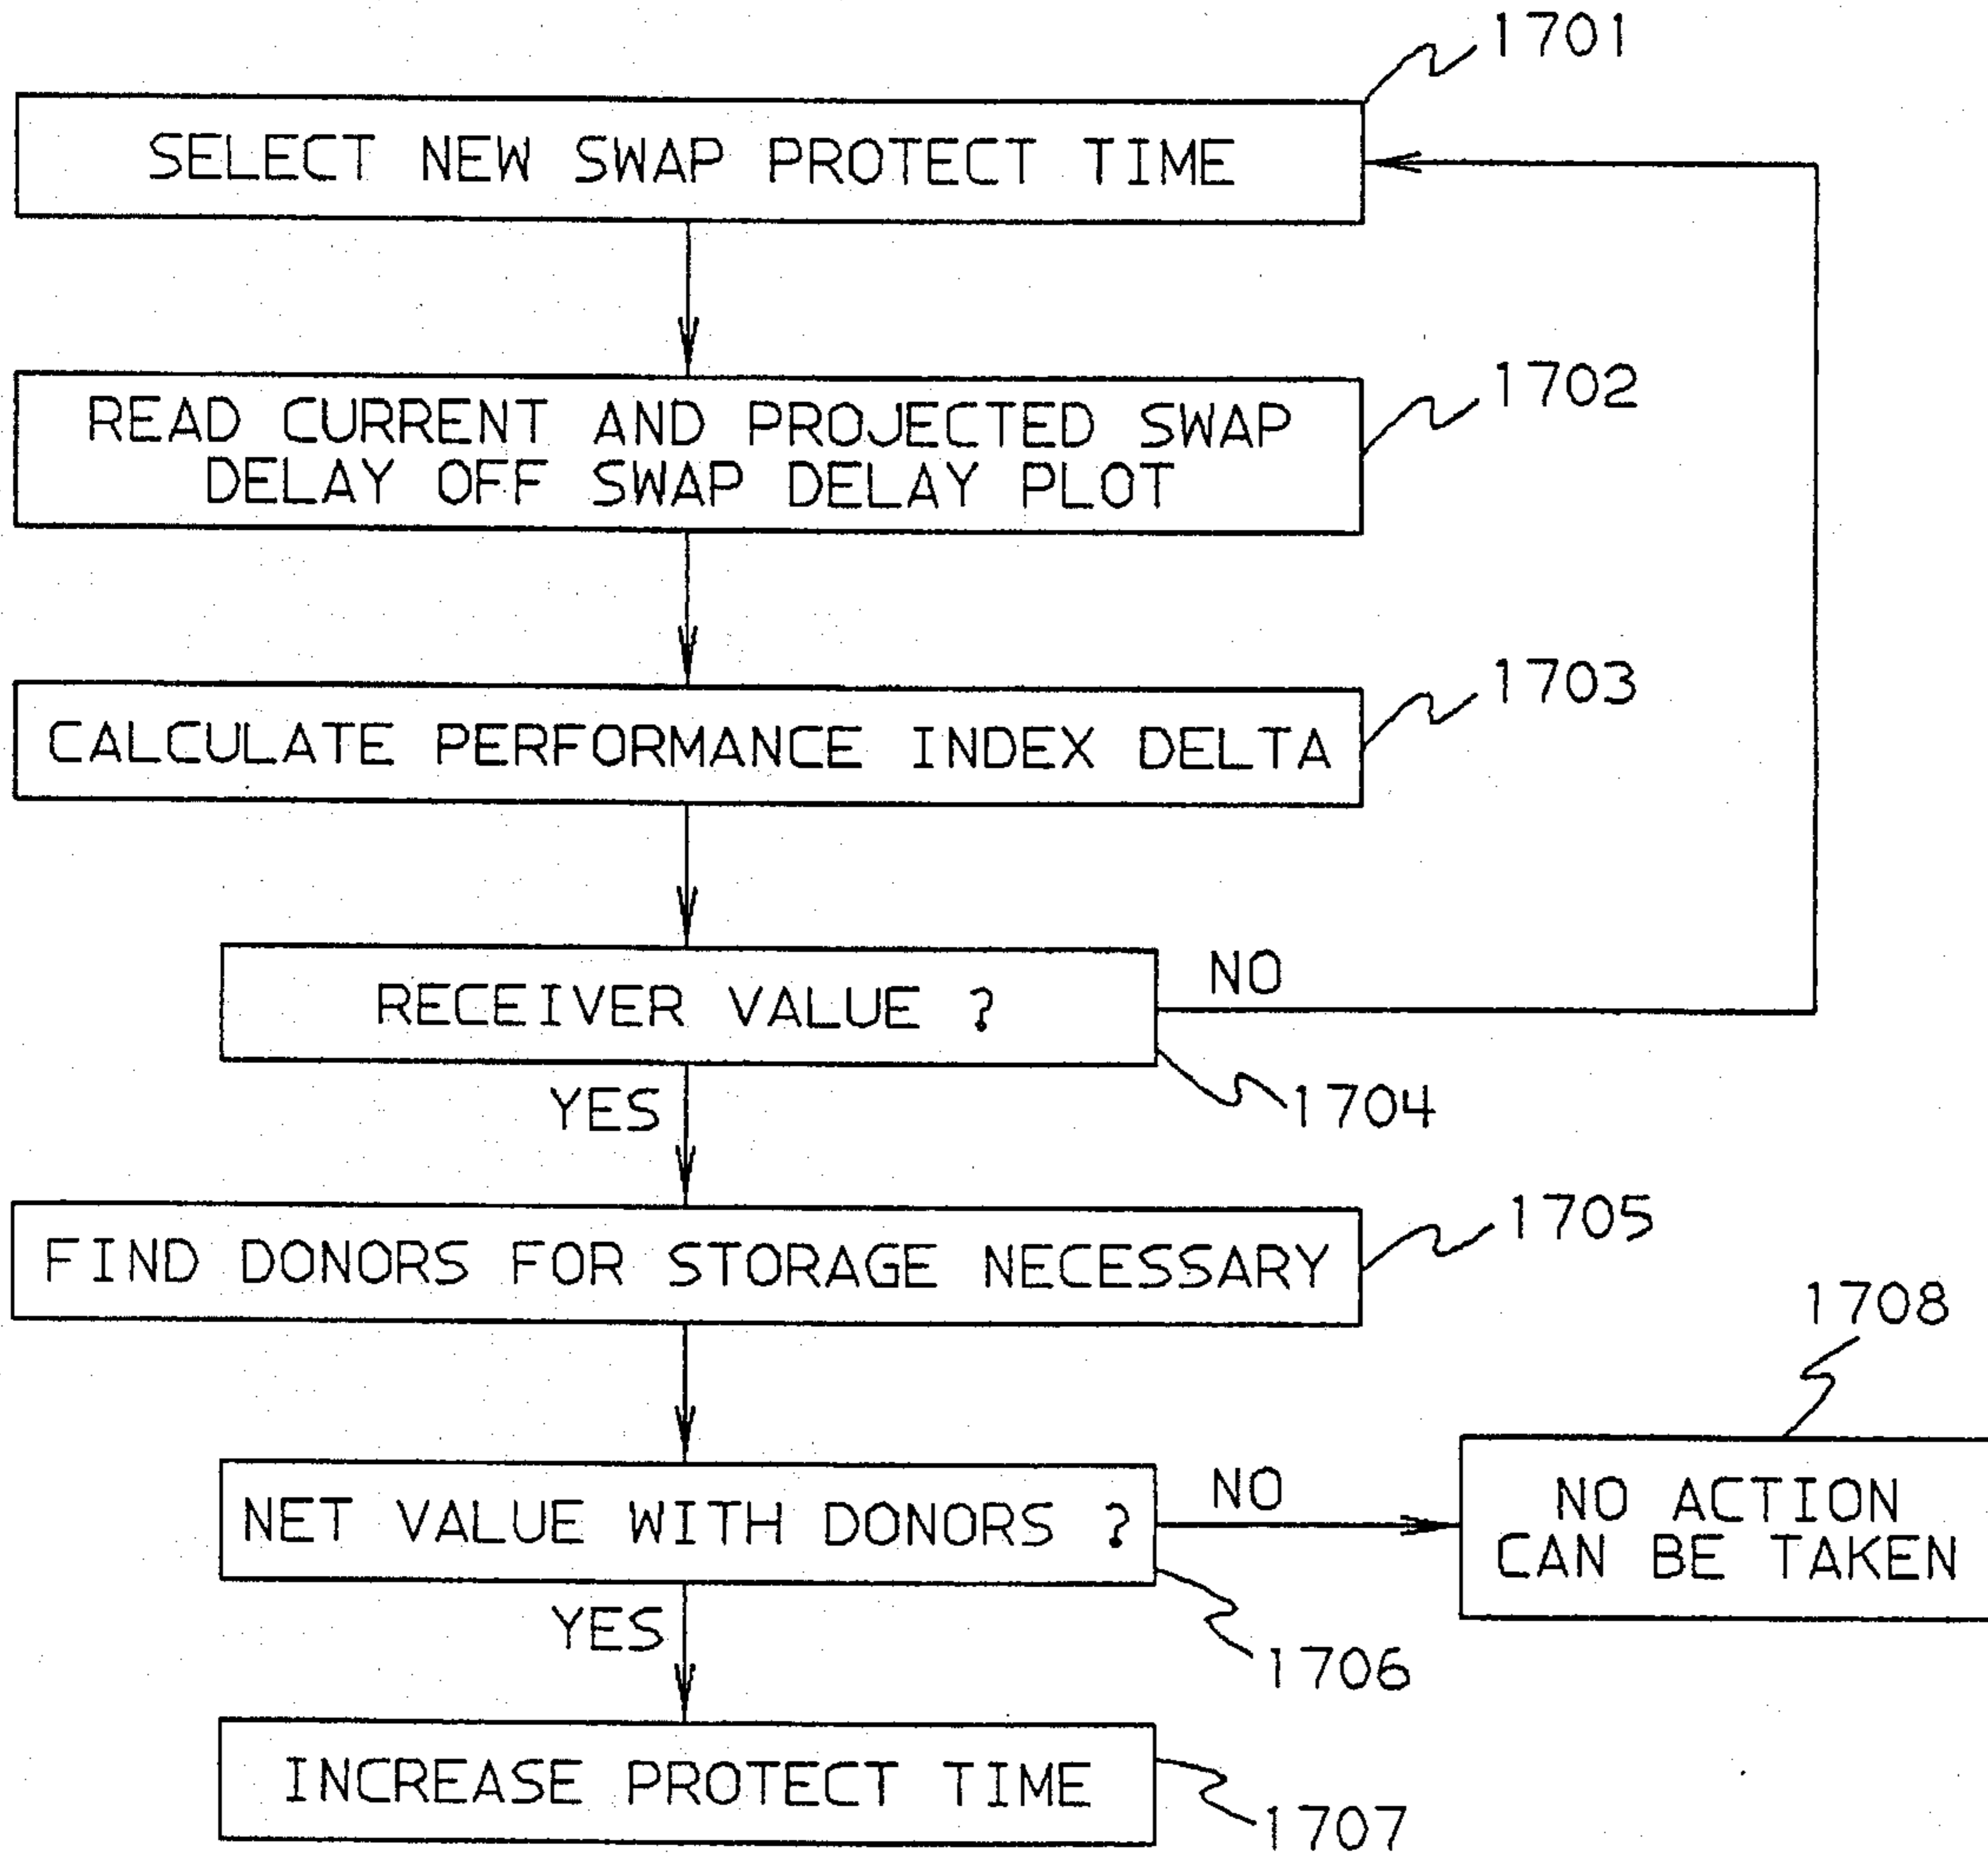 1701
SELECT NEW SWAP PROTECT TIME
1702
READ CURRENT AND PROJECTED SWAP
DELAY OFF SWAP DELAY PLOT
1703
CALCULATE PERFORMANCE INDEX DELTA
NO
RECEIVER VALUE ?
1704
YES
1705
FIND DONORS FOR STORAGE NECESSARY
1708
NO
NET VALUE WITH DONORS ?
NO ACTION
CAN BE TAKEN
YES
1706
INCREASE PROTECT TIME
1707